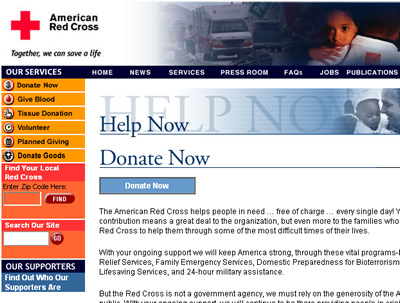 American
Red Cross
Together, we can save a life
OUR SERVICES
HOME NEWS SERVICES PRESS ROOM FAQs JOBS PUBLICATIONS
Donate Now
Give Blood
Tissue Donation
Volunteer
Planned Giving
Donate Goods
Find Your Local
Red Cross
Enter Zip Code Here:
FIND
Search Our Site
GO
OUR SUPPORTERS
Find Out Who Our
Supporters Are
HELP NOW
Help Now
Donate Now
Donate Now
The American Red Cross helps people in need ... free of charge ... every single day! Y
contribution means a great deal to the organization, but even more to the families who
Red Cross to help them through some of the most difficult times of their lives.
With your ongoing support we will keep America strong, through these vital programs-
Relief Services, Family Emergency Services, Domestic Preparedness for Bioterrorism
Lifesaving Services, and 24-hour military assistance.
But the Red Cross is not a government agency, we must rely on the generosity of the A